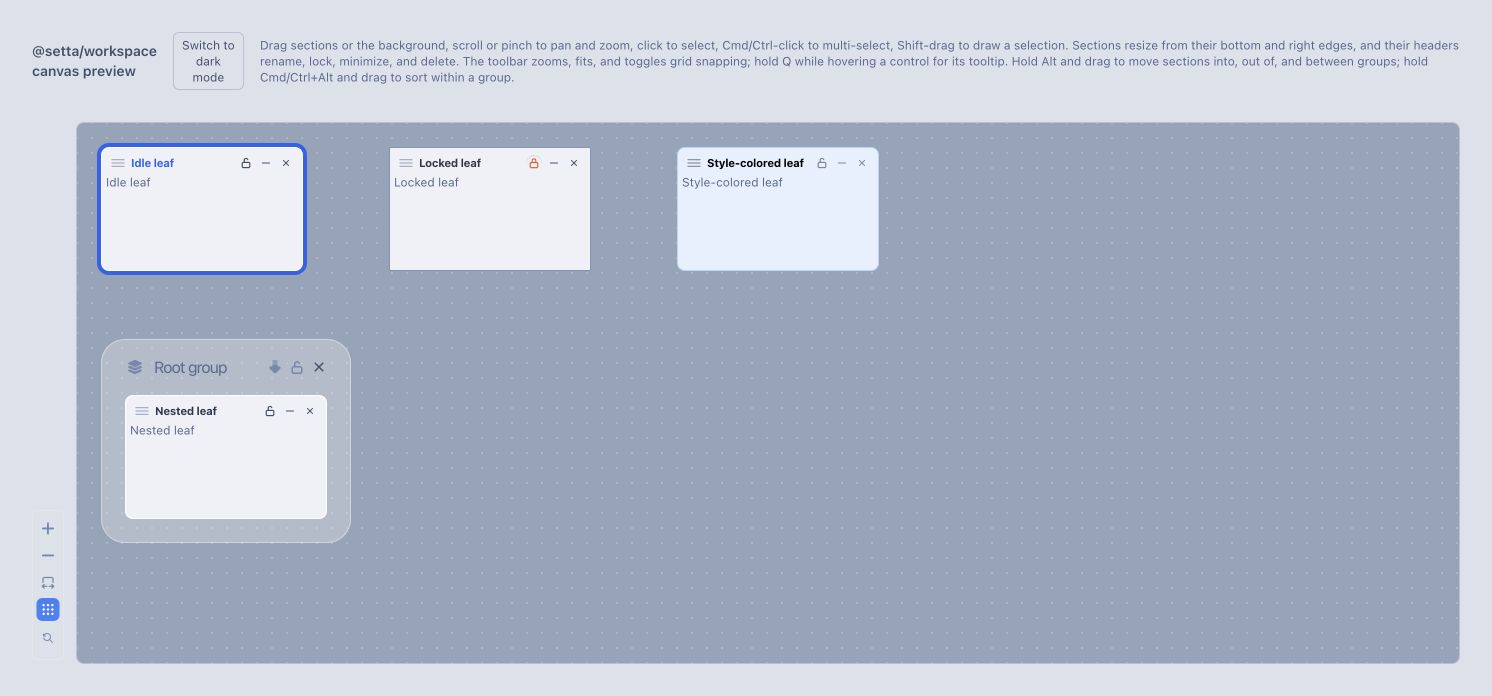 @setta/workspace
canvas preview
Switch to
dark
mode
Drag sections or the background, scroll or pinch to pan and zoom, click to select, Cmd/Ctrl-click to multi-select, Shift-drag to draw a selection. Sections resize from their bottom and right edges, and their headers
rename, lock, minimize, and delete. The toolbar zooms, fits, and toggles grid snapping; hold Q while hovering a control for its tooltip. Hold Alt and drag to move sections into, out of, and between groups; hold
Cmd/Ctrl+Alt and drag to sort within a group.
Idle leaf
Idle leaf
Locked leaf
Locked leaf
Style-colored leaf
Style-colored leaf
Root group
Nested leaf
Nested leaf